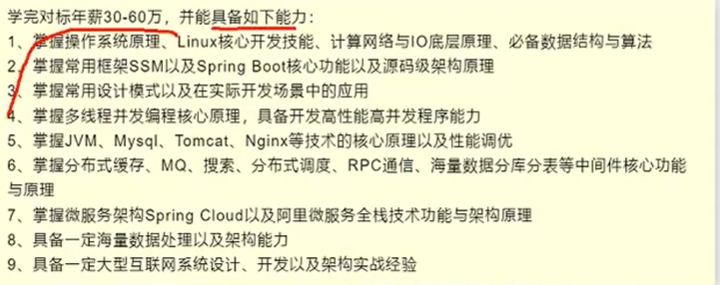 学完对标年薪30-60万，并能具备如下能力：
1、掌握操作系统原理、Linux核心开发技能、计算网络与IO底层原理、必备数据结构与算法
2、掌握常用框架SSM以及Spring Boot核心功能以及源码级架构原理
3、掌握常用设计模式以及在实际开发场景中的应用
4、掌握多线程并发编程核心原理，具备开发高性能高并发程序能力
5、掌握JVM、Mysql、Tomcat、Nginx等技术的核心原理以及性能调优
6、掌握分布式缓存、MQ、搜索、分布式调度、RPC通信、海量数据分库分表等中间件核心功能
与原理
7、掌握微服务架构Spring Cloud以及阿里微服务全栈技术功能与架构原理
8、具备一定海量数据处理以及架构能力
9、具备一定大型互联网系统设计、开发以及架构实战经验